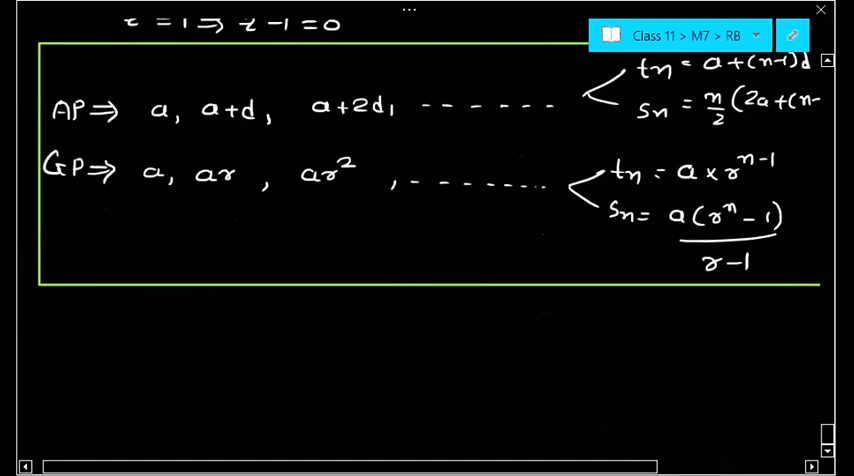 r = 1 ⇒ r - 1 = 0
Class 11 > M7 > RB
tn = a + (n-1)d
AP ⇒ a, a+d, a+2d, -------
Sn = n/2 (2a + (n-
GP ⇒ a, ar, ar², --------
tn = a × r^(n-1)
Sn = a(r^n - 1)/(r-1)